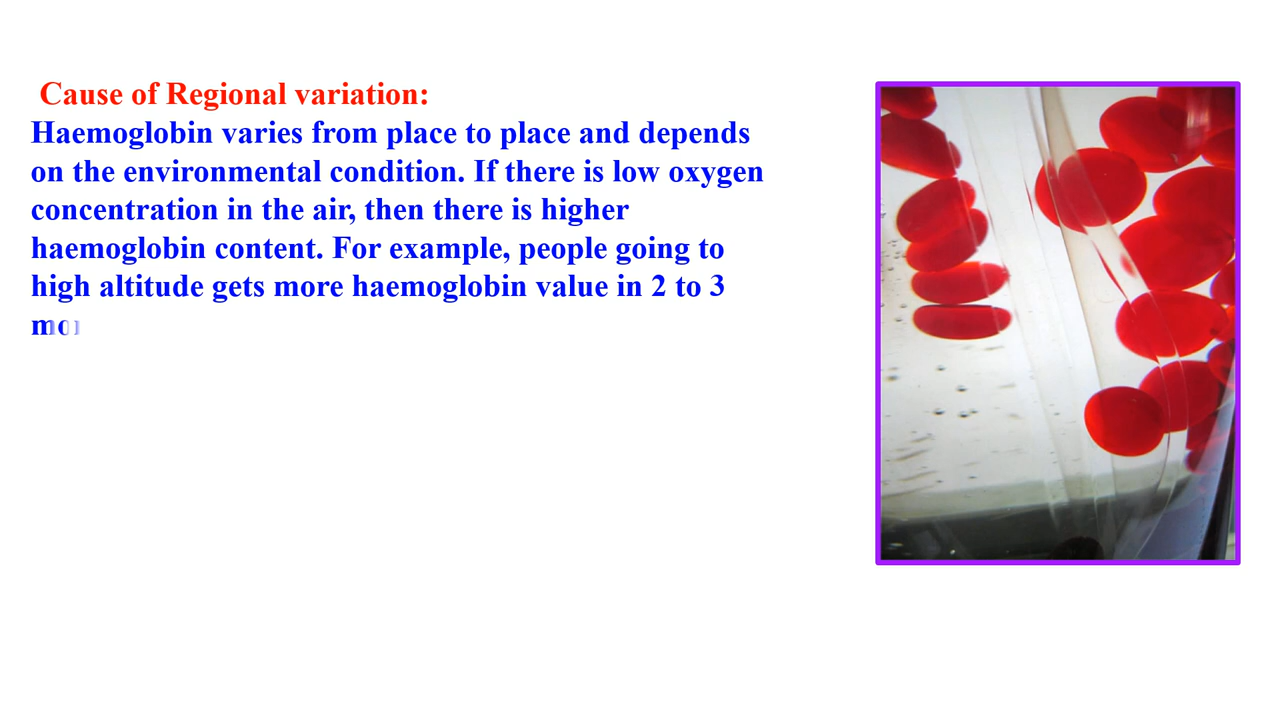 Cause of Regional variation:
Haemoglobin varies from place to place and depends
on the environmental condition. If there is low oxygen
concentration in the air, then there is higher
haemoglobin content. For example, people going to
high altitude gets more haemoglobin value in 2 to 3